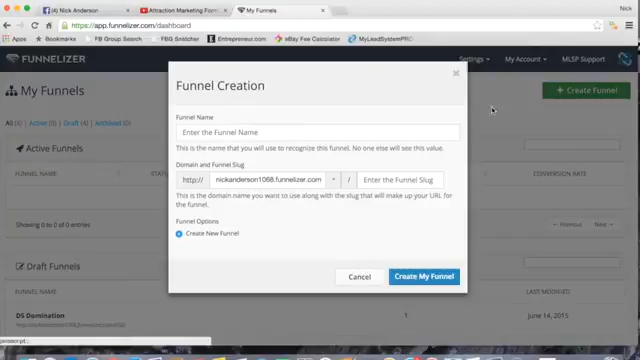 (4) Nick Anderson
Attraction Marketing Form
My Funnels
Nick
https://app.funnelizer.com/dashboard
Apps
Bookmarks
FB Group Search
FBG Snitcher
Entrepreneur.com
eBay Fee Calculator
MyLeadSystemPRO
FUNNELIZER
Settings
My Account
MLSP Support
My Funnels
+ Create Funnel
All (4) | Active (0) | Draft (4) | Archived (0)
Active Funnels
FUNNEL NAME
CONVERSION RATE
Showing 0 to 0 of 0 entries
← Previous
Next →
Draft Funnels
FUNNEL NAME
LAST MODIFIED
DS Domination
1
June 14, 2015
Funnel Creation
×
Funnel Name
Enter the Funnel Name
This is the name that you will use to recognize this funnel. No one else will see this value.
Domain and Funnel Slug
http://
nickanderson1068.funnelizer.com
/
Enter the Funnel Slug
This is the domain name you want to use along with the slug that will make up your URL for
the funnel.
Funnel Options
Create New Funnel
Cancel
Create My Funnel
javascript:;